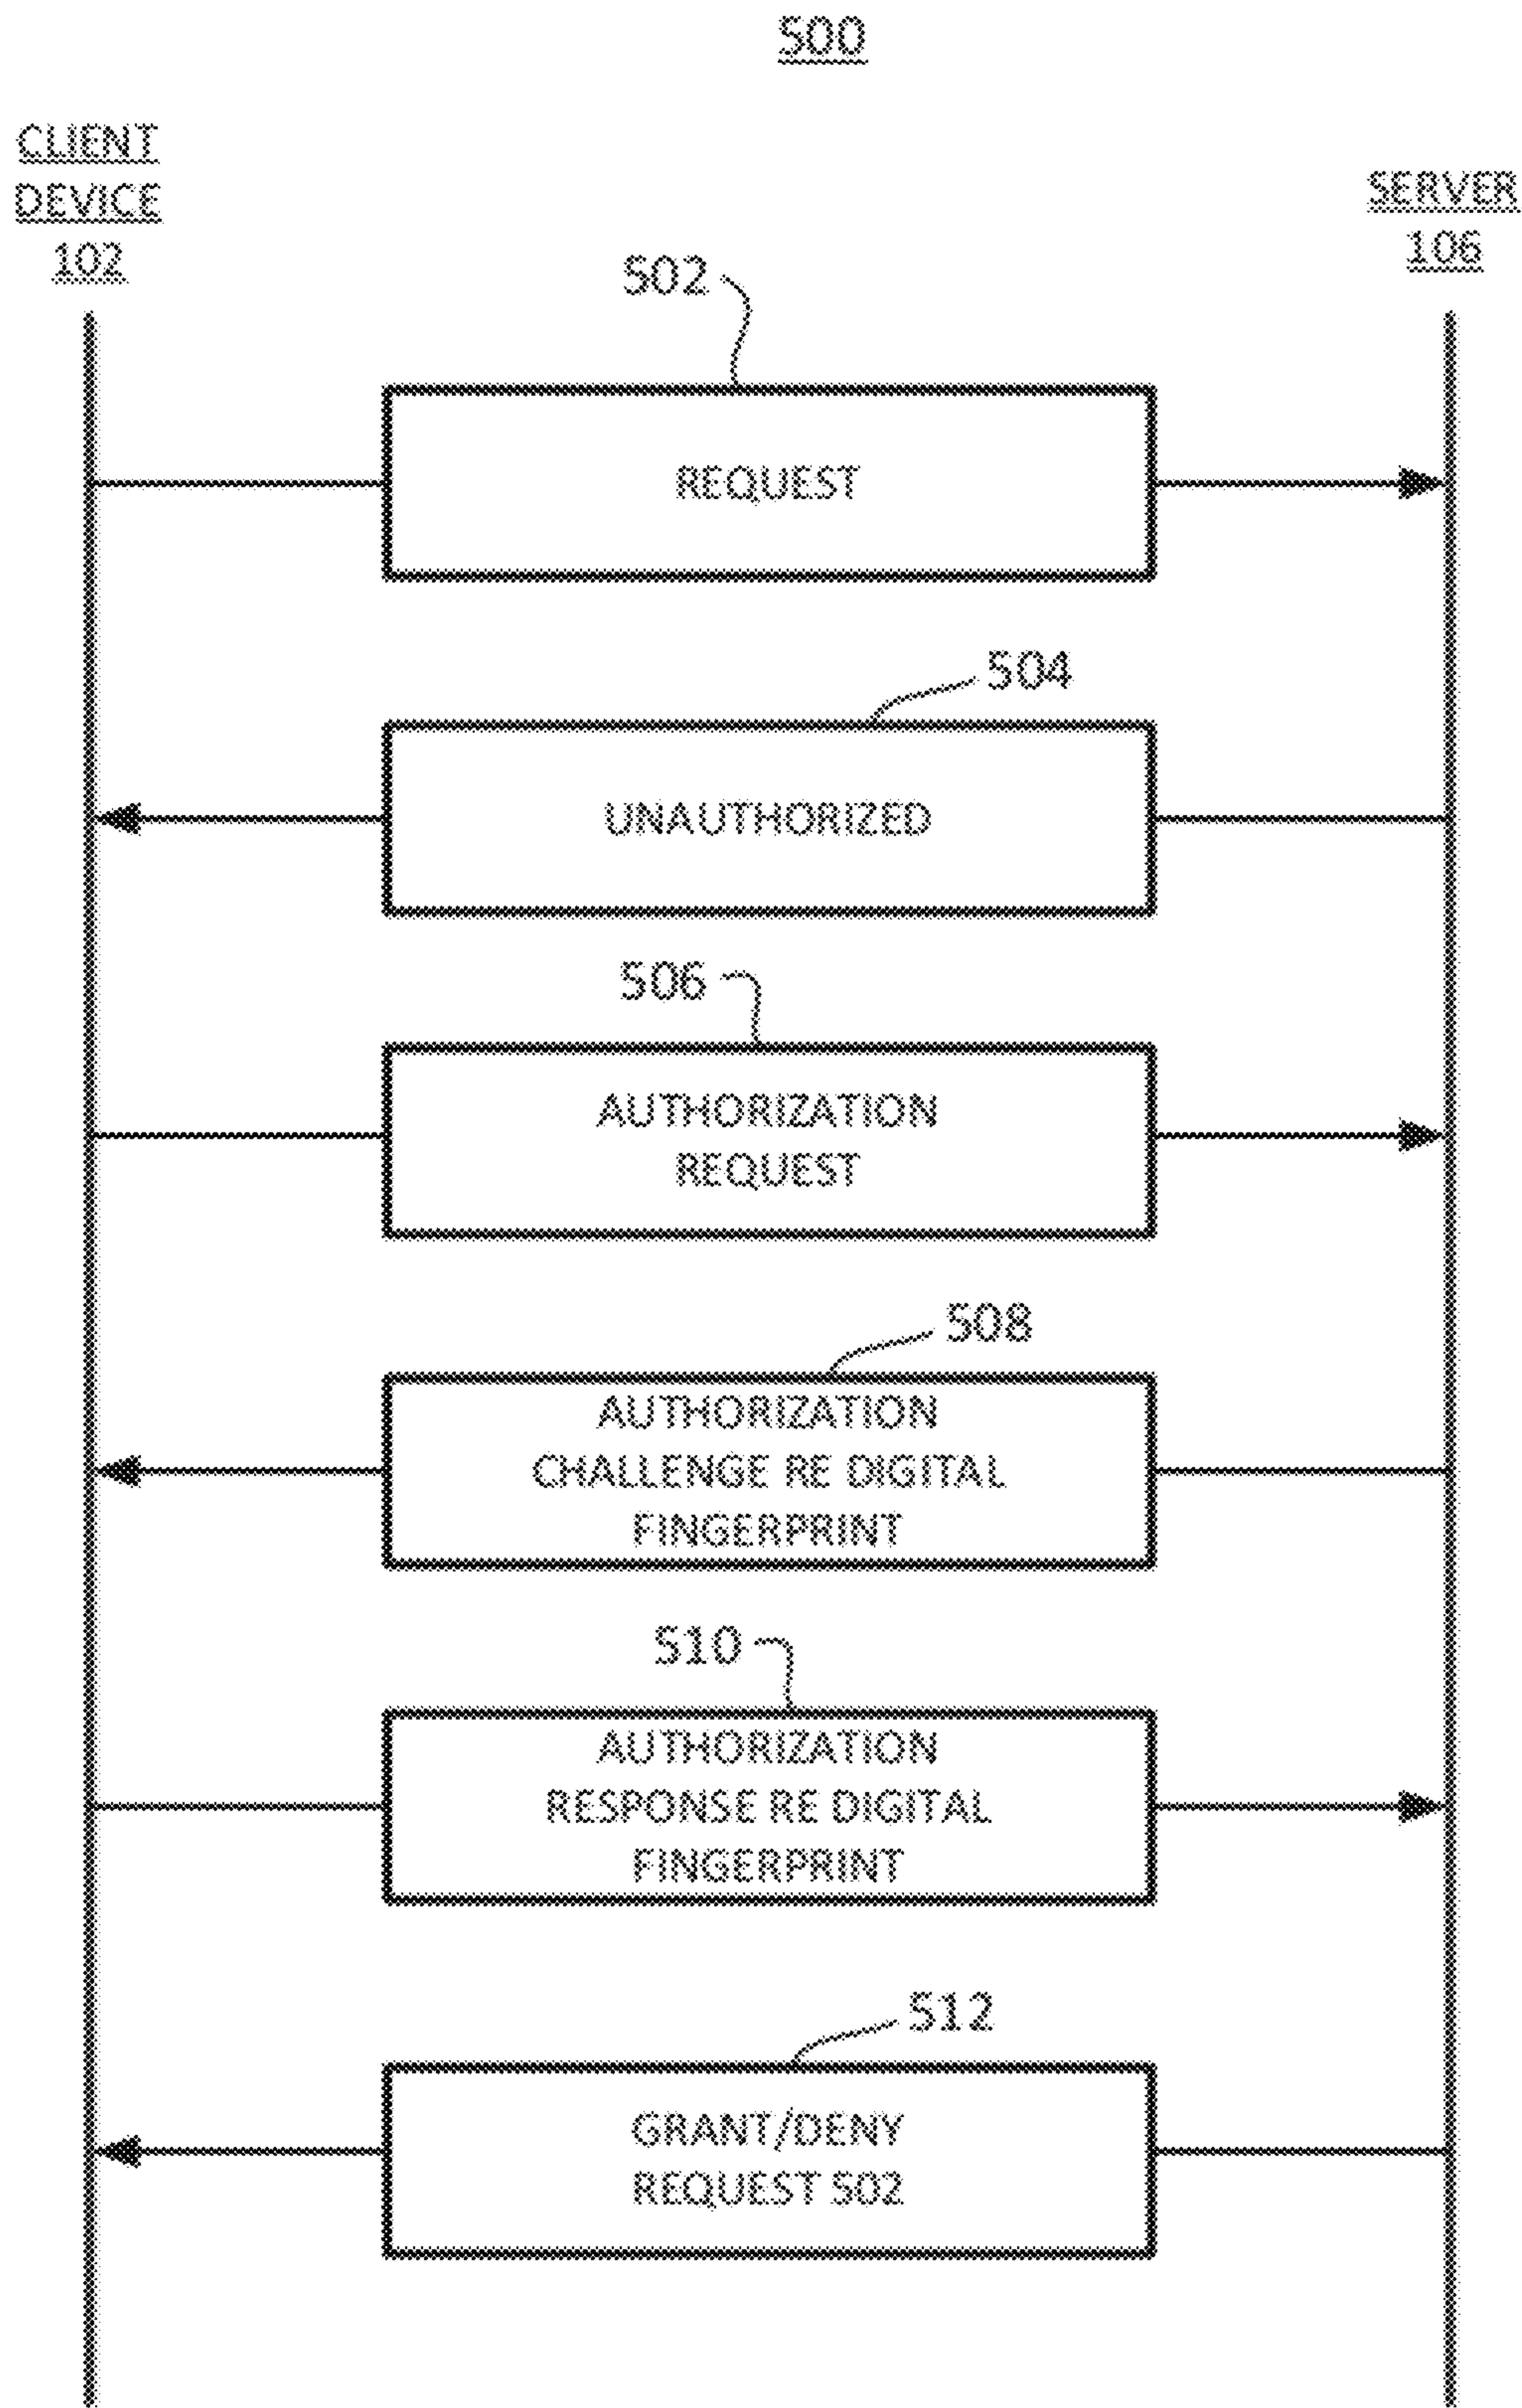 500
CLIENT
DEVICE
102
SERVER
106
502
REQUEST
504
UNAUTHORIZED
506
AUTHORIZATION
REQUEST
508
AUTHORIZATION
CHALLENGE RE DIGITAL
FINGERPRINT
510
AUTHORIZATION
RESPONSE RE DIGITAL
FINGERPRINT
512
GRANT/DENY
REQUEST 502